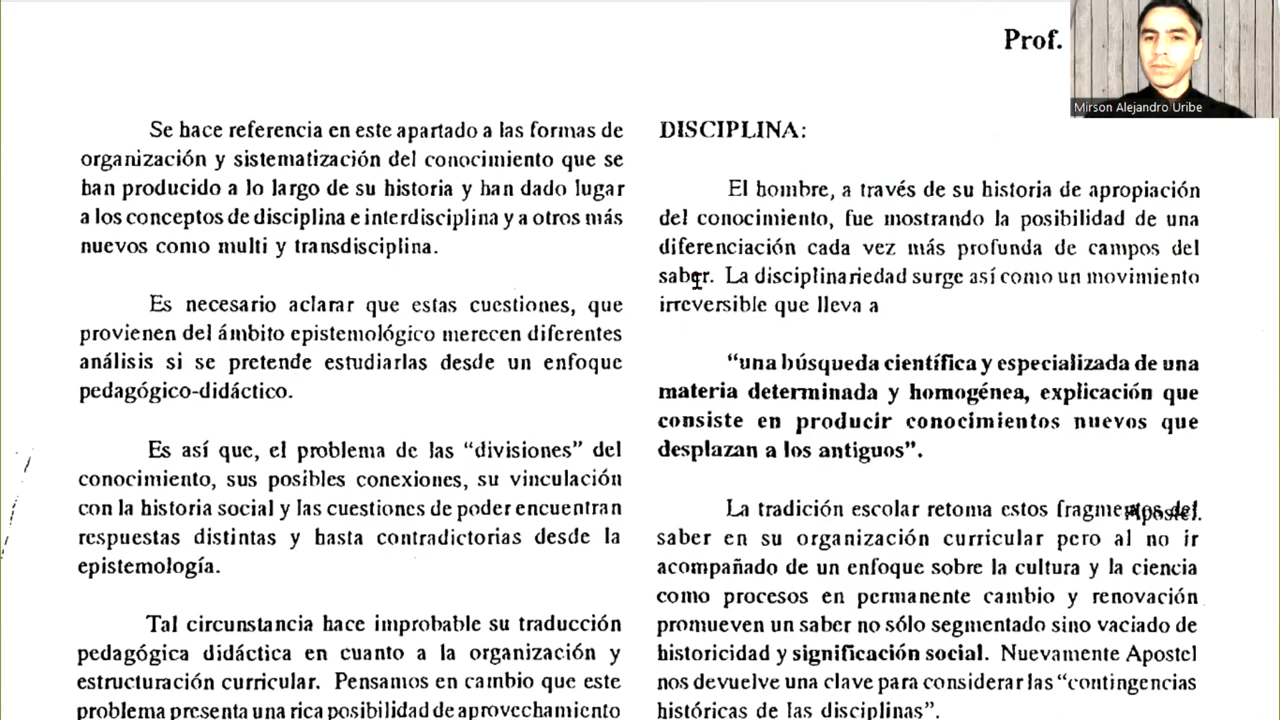 Prof.
Mirson Alejandro Uribe
Se hace referencia en este apartado a las formas de
organización y sistematización del conocimiento que se
han producido a lo largo de su historia y han dado lugar
a los conceptos de disciplina e interdisciplina y a otros más
nuevos como multi y transdisciplina.
Es necesario aclarar que estas cuestiones, que
provienen del ámbito epistemológico merecen diferentes
análisis si se pretende estudiarlas desde un enfoque
pedagógico-didáctico.
Es así que, el problema de las “divisiones” del
conocimiento, sus posibles conexiones, su vinculación
con la historia social y las cuestiones de poder encuentran
respuestas distintas y hasta contradictorias desde la
epistemología.
Tal circunstancia hace improbable su traducción
pedagógica didáctica en cuanto a la organización y
estructuración curricular. Pensamos en cambio que este
problema presenta una rica posibilidad de aprovechamiento
DISCIPLINA:
El hombre, a través de su historia de apropiación
del conocimiento, fue mostrando la posibilidad de una
diferenciación cada vez más profunda de campos del
saber. La disciplinariedad surge así como un movimiento
irreversible que lleva a
“una búsqueda científica y especializada de una
materia determinada y homogénea, explicación que
consiste en producir conocimientos nuevos que
desplazan a los antiguos”.
Apostel.
La tradición escolar retoma estos fragmentos del
saber en su organización curricular pero al no ir
acompañado de un enfoque sobre la cultura y la ciencia
como procesos en permanente cambio y renovación
promueven un saber no sólo segmentado sino vaciado de
historicidad y significación social. Nuevamente Apostel
nos devuelve una clave para considerar las “contingencias
históricas de las disciplinas”.